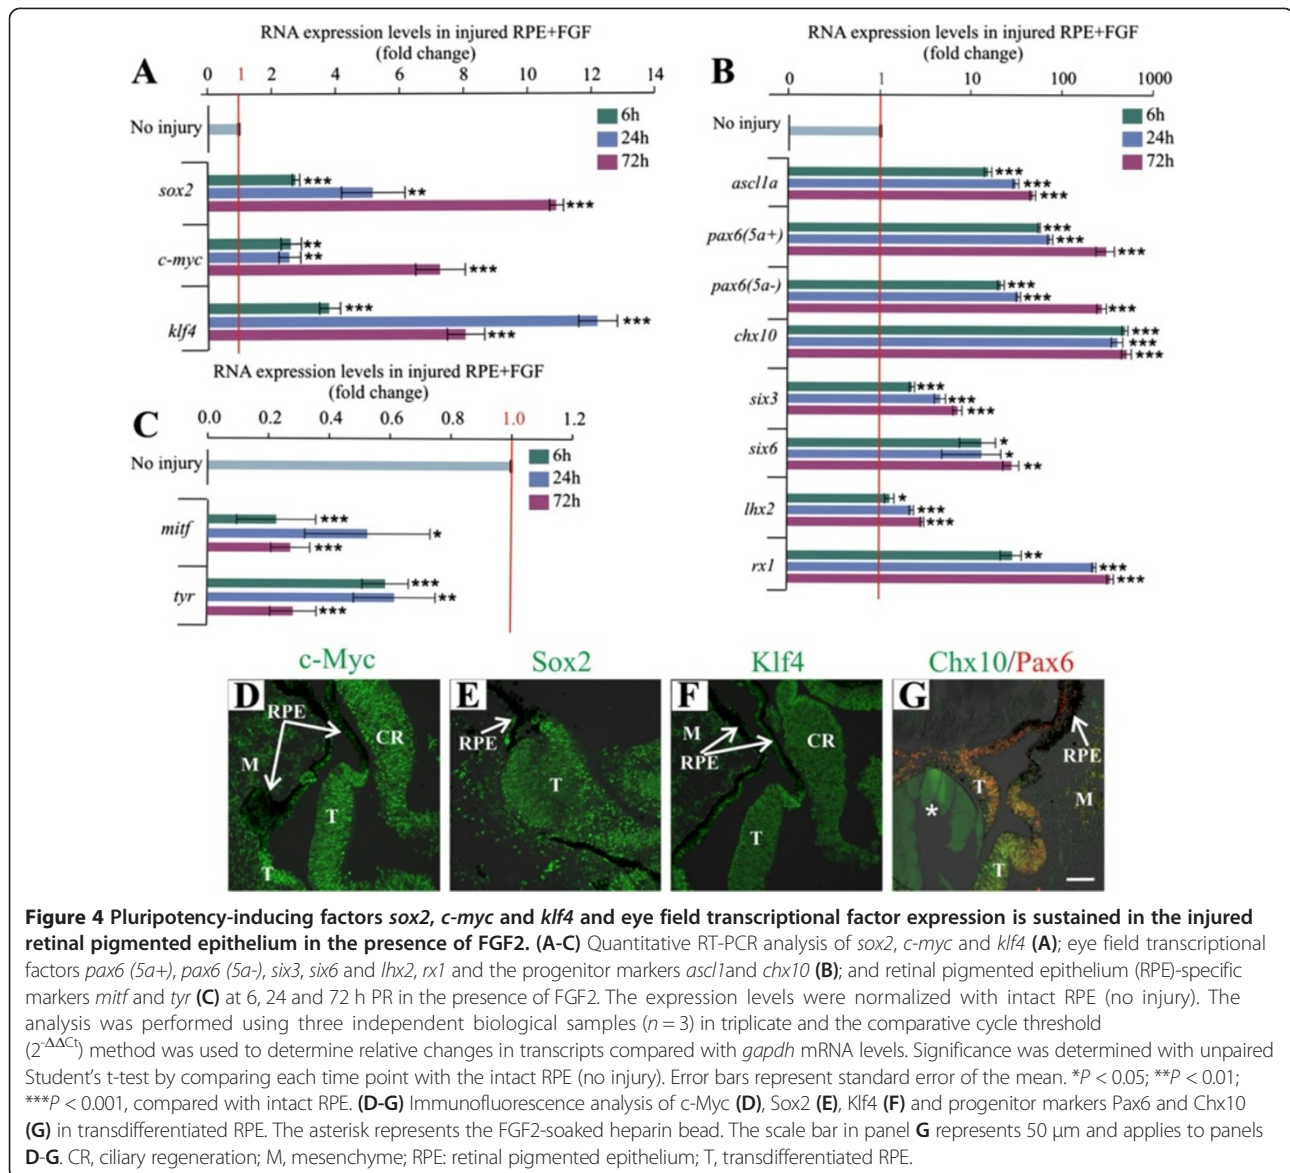 RNA expression levels in injured RPE+FGF
(fold change)
A
0 1 2 4 6 8 10 12 14
No injury
6h
24h
72h
sox2
***
**
***
c-myc
**
**
***
klf4
***
***
***
RNA expression levels in injured RPE+FGF
(fold change)
B
0 1 10 100 1000
No injury
6h
24h
72h
ascl1a
***
***
***
pax6(5a+)
***
***
***
pax6(5a-)
***
***
***
chx10
***
***
***
six3
***
***
***
six6
*
*
**
lhx2
*
***
***
rx1
**
***
***
RNA expression levels in injured RPE+FGF
(fold change)
C
0.0 0.2 0.4 0.6 0.8 1.0 1.2
No injury
6h
24h
72h
mitf
***
*
***
tyr
***
**
***
c-Myc
D
RPE
CR
M
T
T
Sox2
E
RPE
T
Klf4
F
M
RPE
CR
T
Chx10/Pax6
G
RPE
T
M
*
T
Figure 4 Pluripotency-inducing factors sox2, c-myc and klf4 and eye field transcriptional factor expression is sustained in the injured
retinal pigmented epithelium in the presence of FGF2. (A-C) Quantitative RT-PCR analysis of sox2, c-myc and klf4 (A); eye field transcriptional
factors pax6 (5a+), pax6 (5a-), six3, six6 and lhx2, rx1 and the progenitor markers ascl1and chx10 (B); and retinal pigmented epithelium (RPE)-specific
markers mitf and tyr (C) at 6, 24 and 72 h PR in the presence of FGF2. The expression levels were normalized with intact RPE (no injury). The
analysis was performed using three independent biological samples (n = 3) in triplicate and the comparative cycle threshold
(2-ΔΔCt) method was used to determine relative changes in transcripts compared with gapdh mRNA levels. Significance was determined with unpaired
Student's t-test by comparing each time point with the intact RPE (no injury). Error bars represent standard error of the mean. *P < 0.05; **P < 0.01;
***P < 0.001, compared with intact RPE. (D-G) Immunofluorescence analysis of c-Myc (D), Sox2 (E), Klf4 (F) and progenitor markers Pax6 and Chx10
(G) in transdifferentiated RPE. The asterisk represents the FGF2-soaked heparin bead. The scale bar in panel G represents 50 μm and applies to panels
D-G. CR, ciliary regeneration; M, mesenchyme; RPE: retinal pigmented epithelium; T, transdifferentiated RPE.